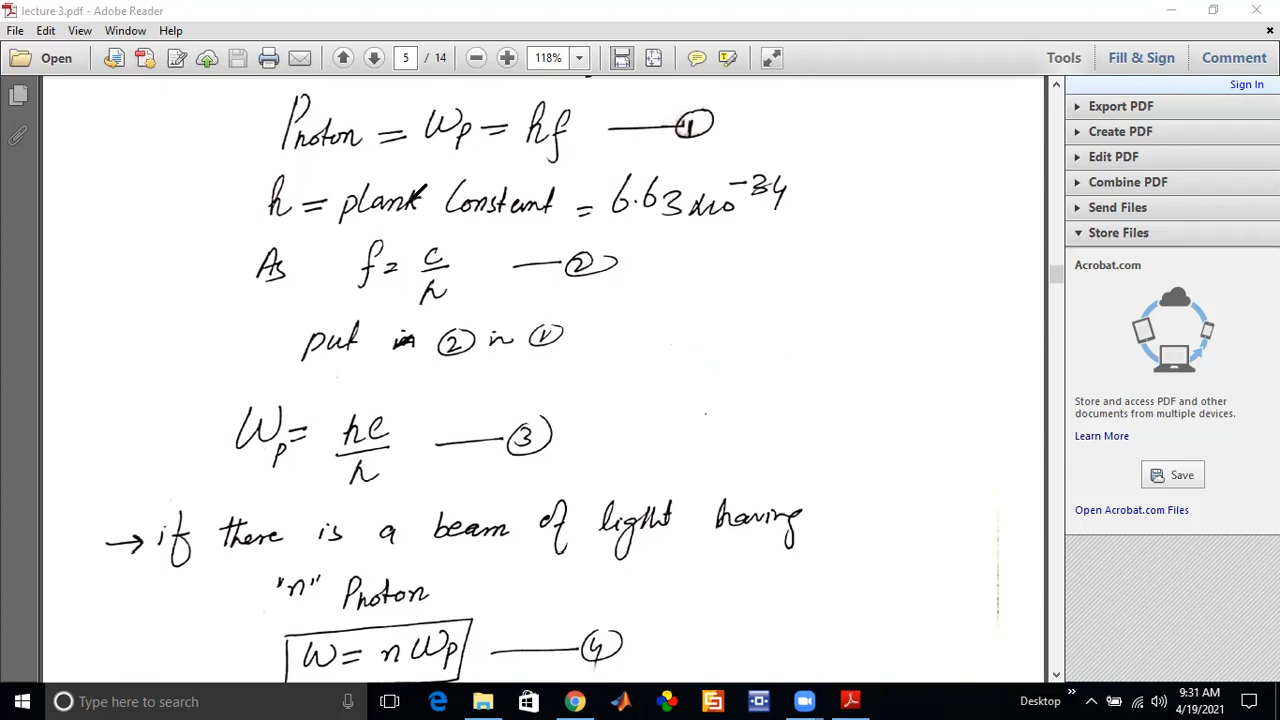 lecture 3.pdf - Adobe Reader
File Edit View Window Help
Open 5 / 14 118% Tools Fill & Sign Comment
Sign In
Photon = Wp = hf —— ①
h = plank Constant = 6.63x10⁻³⁴
As f = c/λ —— ②
put in ② in ①
Wp = hc/λ —— ③
→ if there is a beam of light having
"n" Photon
W = nWp —— ④
Export PDF
Create PDF
Edit PDF
Combine PDF
Send Files
Store Files
Acrobat.com
Store and access PDF and other
documents from multiple devices.
Learn More
Save
Open Acrobat.com Files
Type here to search
Desktop
9:31 AM
4/19/2021